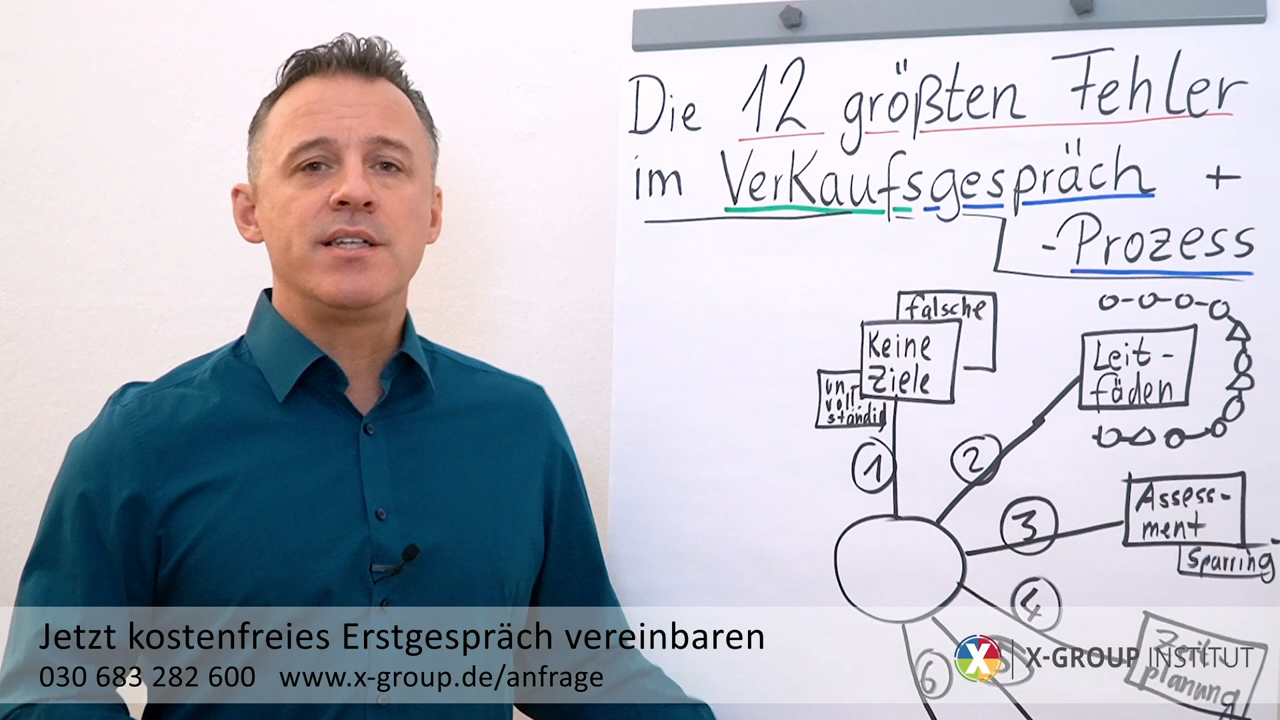 Die 12 größten Fehler
im Verkaufsgespräch +
-Prozess
falsche
Keine
Ziele
un
voll
ständig
1
2
Leit-
fäden
3
Assess-
ment
Sparring
4
Zeit-
planung
5
6
Jetzt kostenfreies Erstgespräch vereinbaren
030 683 282 600 www.x-group.de/anfrage
X
X-GROUP INSTITUT